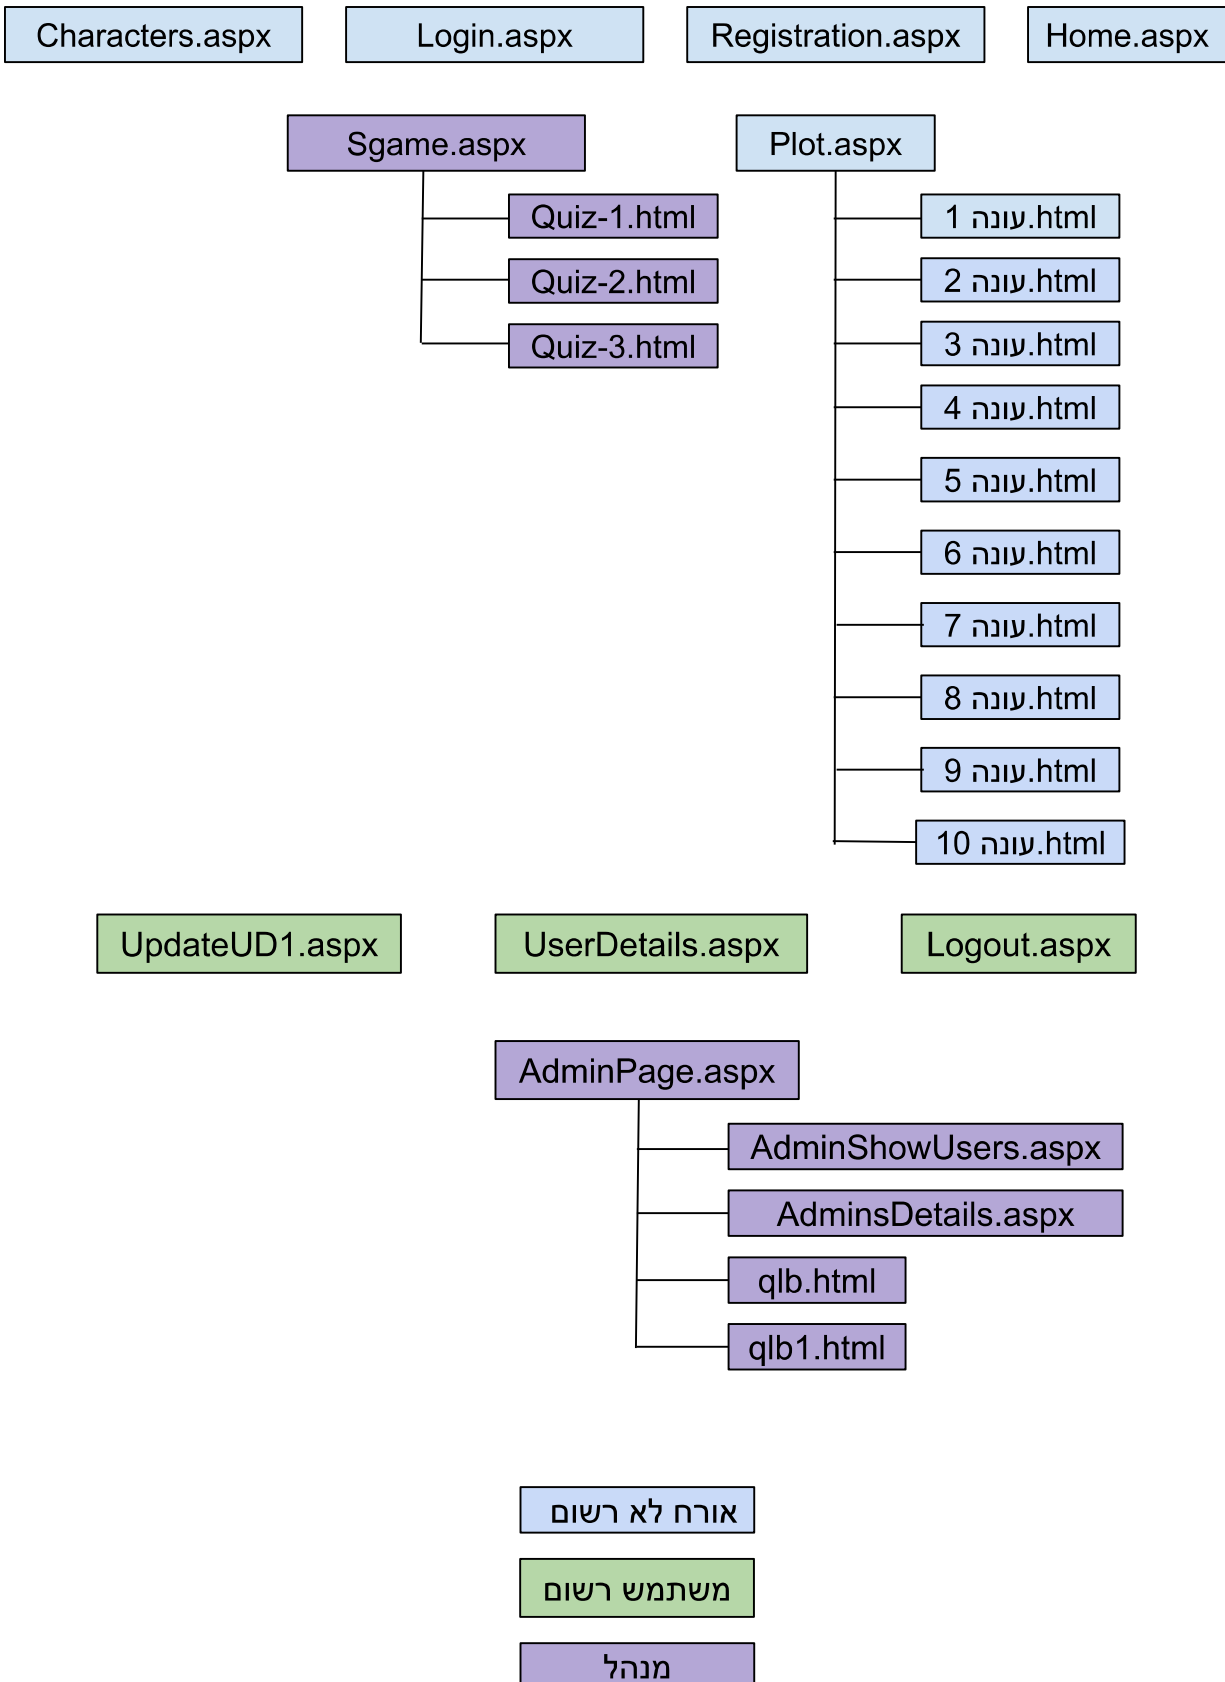 Characters.aspx
Login.aspx
Registration.aspx
Home.aspx
Sgame.aspx
Quiz-1.html
Quiz-2.html
Quiz-3.html
Plot.aspx
עונה 1.html
עונה 2.html
עונה 3.html
עונה 4.html
עונה 5.html
עונה 6.html
עונה 7.html
עונה 8.html
עונה 9.html
עונה 10.html
UpdateUD1.aspx
UserDetails.aspx
Logout.aspx
AdminPage.aspx
AdminShowUsers.aspx
AdminsDetails.aspx
qlb.html
qlb1.html
אורח לא רשום
משתמש רשום
מנהל